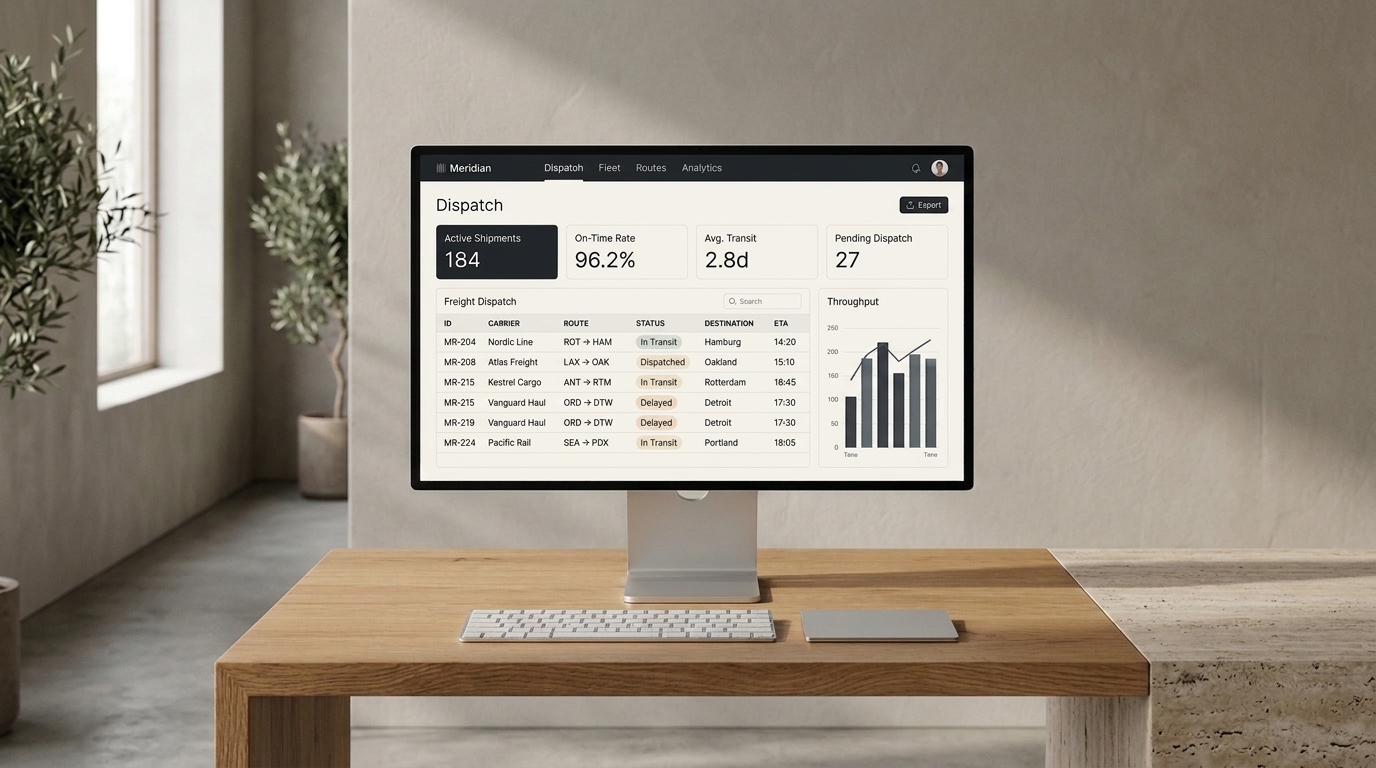 Meridian
Dispatoh Fleet Routes Analytics
Dispatch
Export
Active Shipments
184
On-Time Rate
96.2%
Avg. Transit
2.8d
Pending Dispatch
27
Freight Dispatch
Search
ID CARRIER ROUTE STATUS DESTINATION ETA
MR-204 Nordic Line ROT → HAM In Transit Hamburg 14:20
MR-208 Atlas Freight LAX → OAK Dispatched Oakland 15:10
MR-215 Kestrel Cargo ANT → RTM In Transit Rotterdam 16:45
MR-215 Vanguard Haul ORD → DTW Delayed Detroit 17:30
MR-219 Vanguard Haul ORD → DTW Delayed Detroit 17-30
MR-224 Pacific Rail SEA → PDX In Transit Portland 18:05
Throughput
250
200
160
100
50
0
Tene Tene